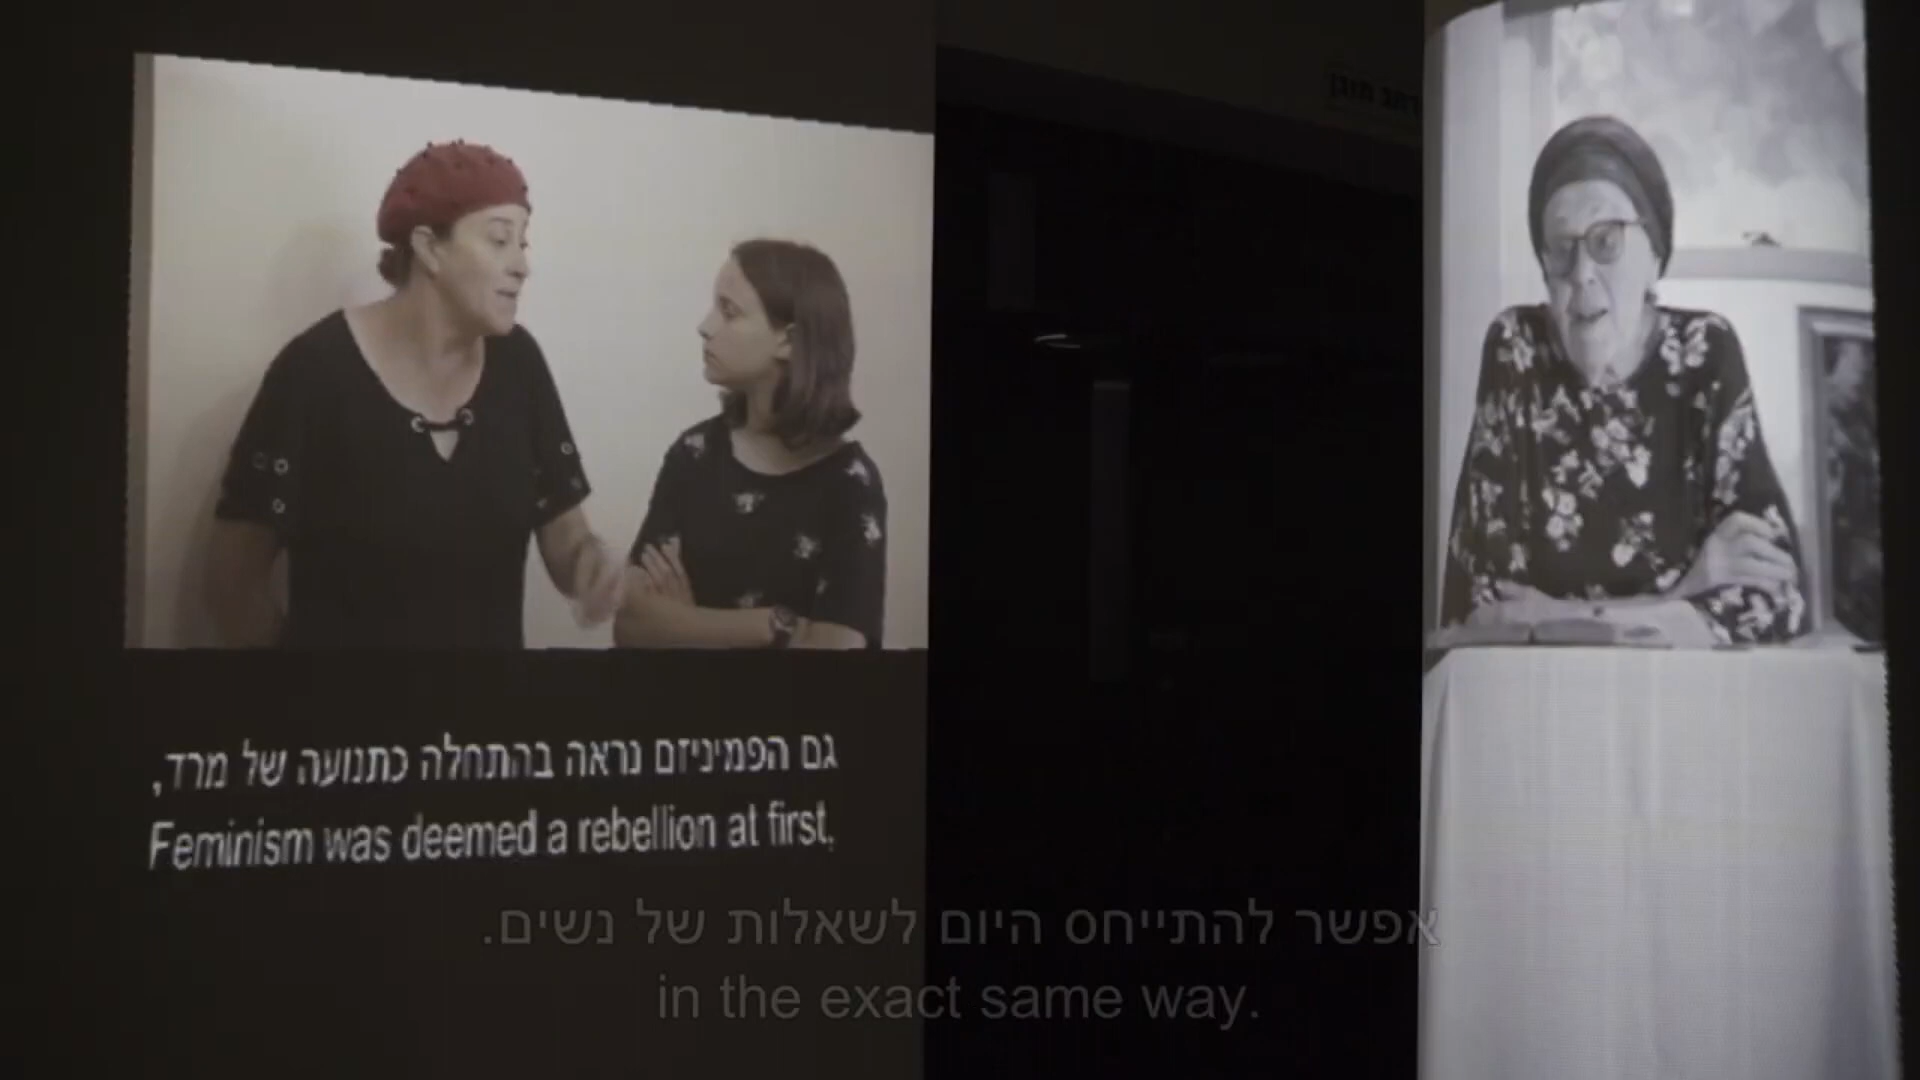 גם הפמיניזם נראה בהתחלה כתנועה של מרד,
Feminism was deemed a rebellion at first,
אפשר להתייחס היום לשאלות של נשים.
in the exact same way.